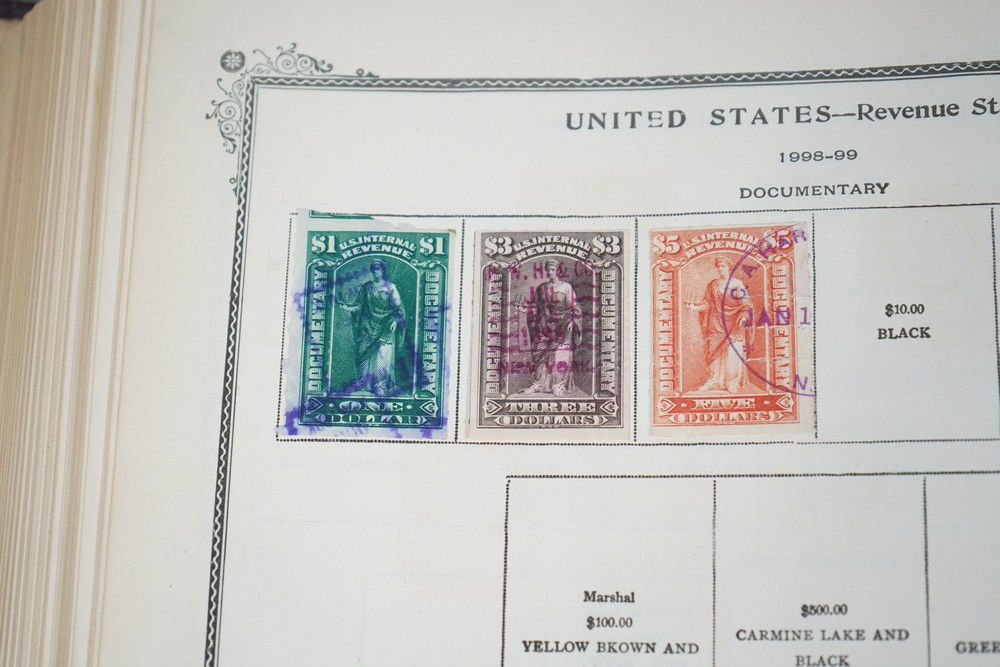 UNITED STATES—Revenue St
1998-99
DOCUMENTARY
$1 U.S. INTERNAL $1
REVENUE
DOCUMENTARY
DOCUMENTARY
ONE
DOLLAR
$3 U.S. INTERNAL $3
REVENUE
DOCUMENTARY
DOCUMENTARY
W. H. & CO
NEW YORK.
THREE
DOLLARS
$5 U.S. INTERNAL $5
REVENUE
DOCUMENTARY
DOCUMENTARY
JAN 1
FIVE
DOLLARS
$10.00
BLACK
Marshal
$100.00
YELLOW BKOWN AND
$500.00
CARMINE LAKE AND
BLACK
GREE